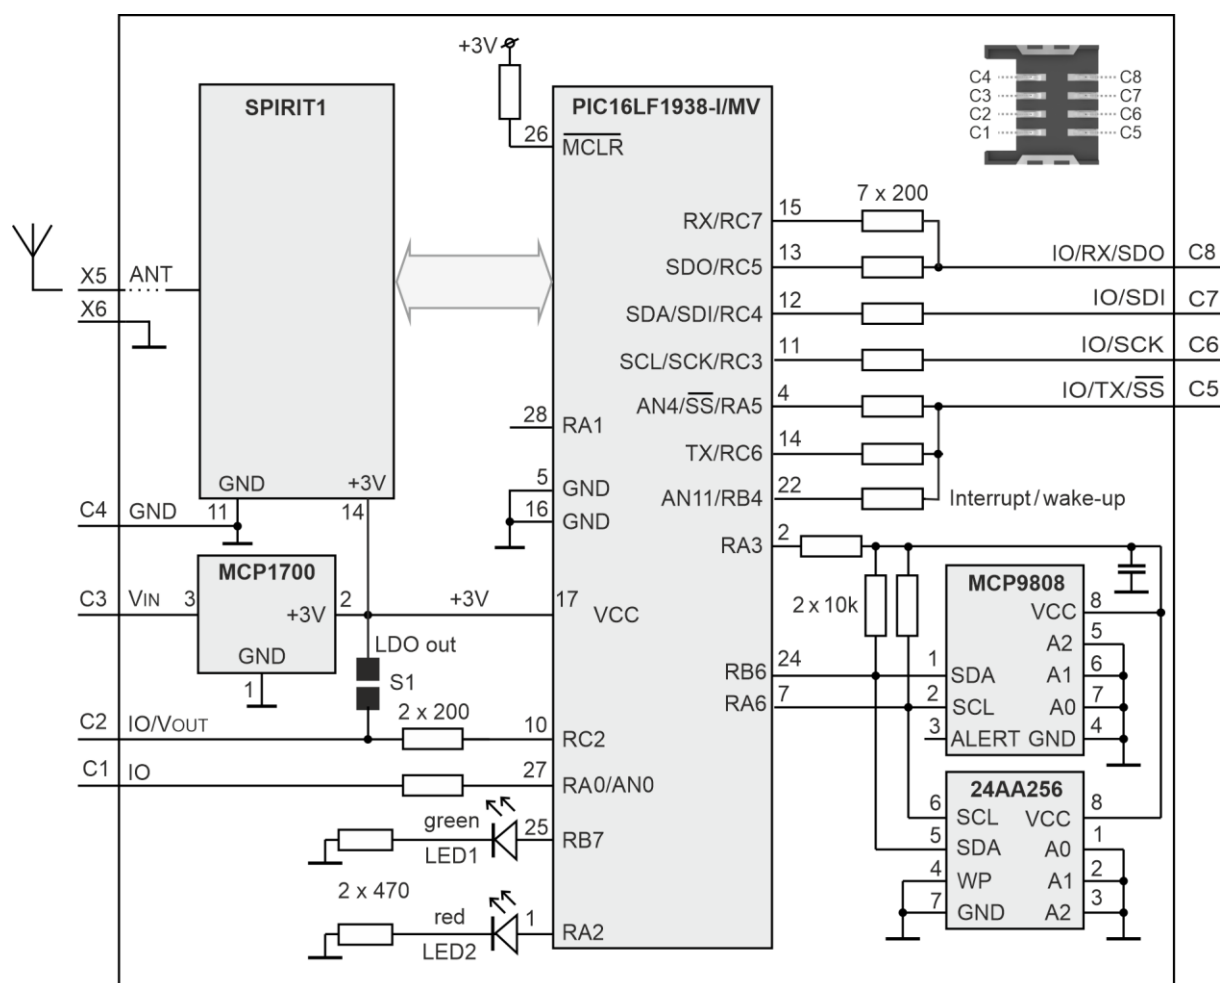 +3V
SPIRIT1
PIC16LF1938-I/MV
C4 C8
C3 C7
C2 C6
C1 C5
26
MCLR
7 x 200
15
RX/RC7
13
SDO/RC5
IO/RX/SDO C8
X5 ANT
X6
12
SDA/SDI/RC4
IO/SDI C7
11
SCL/SCK/RC3
IO/SCK C6
4
AN4/SS/RA5
IO/TX/SS C5
28
RA1
14
TX/RC6
GND +3V
5
GND
22
AN11/RB4
Interrupt/wake-up
C4 GND 11 14
16
GND
2
RA3
MCP1700
MCP9808
C3 VIN 3
+3V
2
+3V
17
VCC
2 x 10k
VCC 8
A2 5
LDO out
GND
1
S1
24
RB6
1 SDA A1 6
7
RA6
2 SCL A0 7
C2 IO/VOUT
2 x 200
10
RC2
3 ALERT GND 4
C1 IO
27
RA0/AN0
24AA256
green
LED1
25
RB7
6 SCL VCC 8
5 SDA A0 1
2 x 470
4 WP A1 2
7 GND A2 3
red
LED2
1
RA2